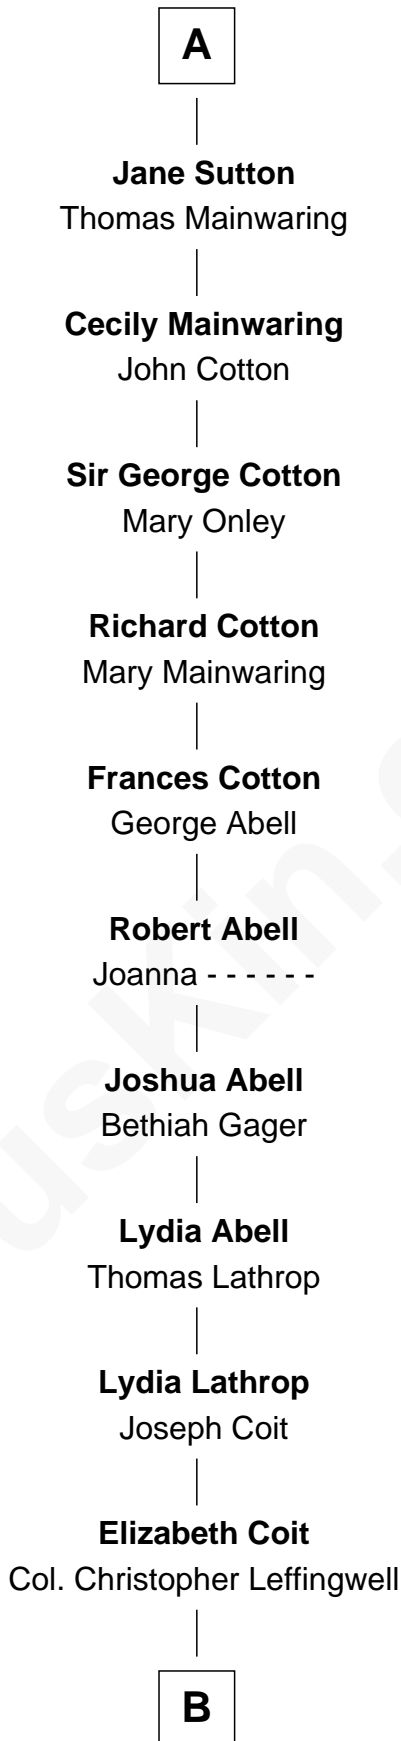 A
Jane Sutton
Thomas Mainwaring
Cecily Mainwaring
John Cotton
Sir George Cotton
Mary Onley
Richard Cotton
Mary Mainwaring
Frances Cotton
George Abell
Robert Abell
Joanna - - - - - -
Joshua Abell
Bethiah Gager
Lydia Abell
Thomas Lathrop
Lydia Lathrop
Joseph Coit
Elizabeth Coit
Col. Christopher Leffingwell
B